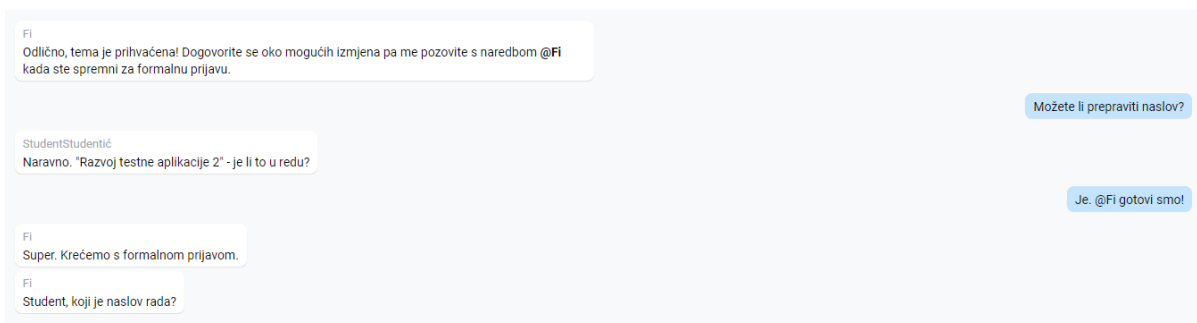 Fi
Odlično, tema je prihvaćena! Dogovorite se oko mogućih izmjena pa me pozovite s naredbom @Fi
kada ste spremni za formalnu prijavu.
Možete li prepraviti naslov?
StudentStudentić
Naravno. "Razvoj testne aplikacije 2" - je li to u redu?
Je. @Fi gotovi smo!
Fi
Super. Krećemo s formalnom prijavom.
Fi
Student, koji je naslov rada?